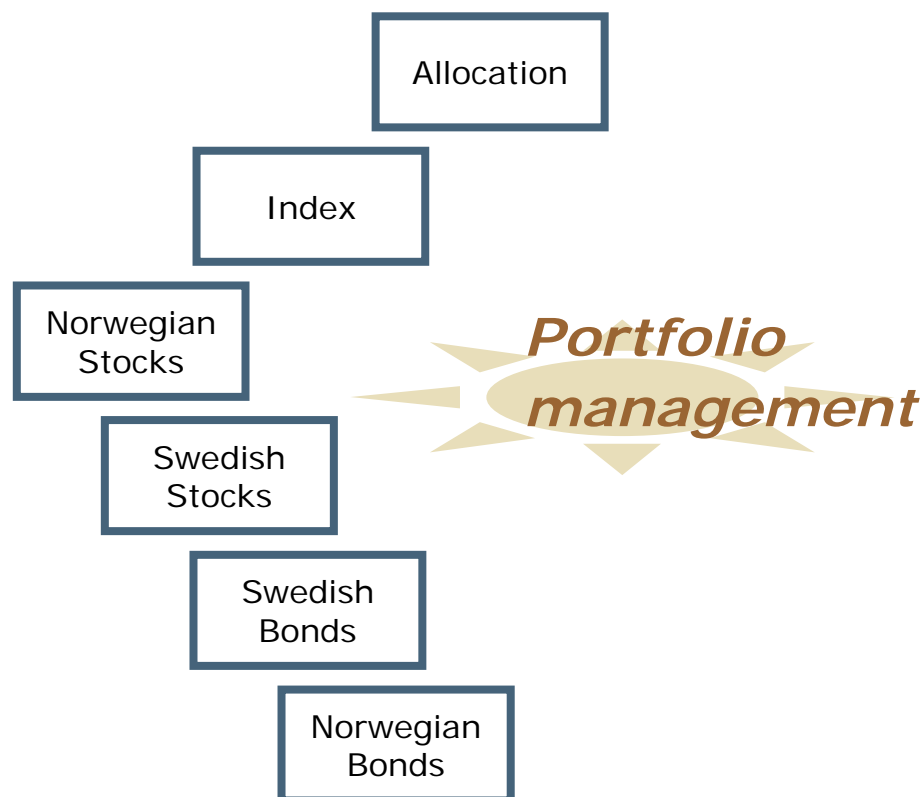 Allocation
Index
Norwegian
Stocks
Portfolio
management
Swedish
Stocks
Swedish
Bonds
Norwegian
Bonds